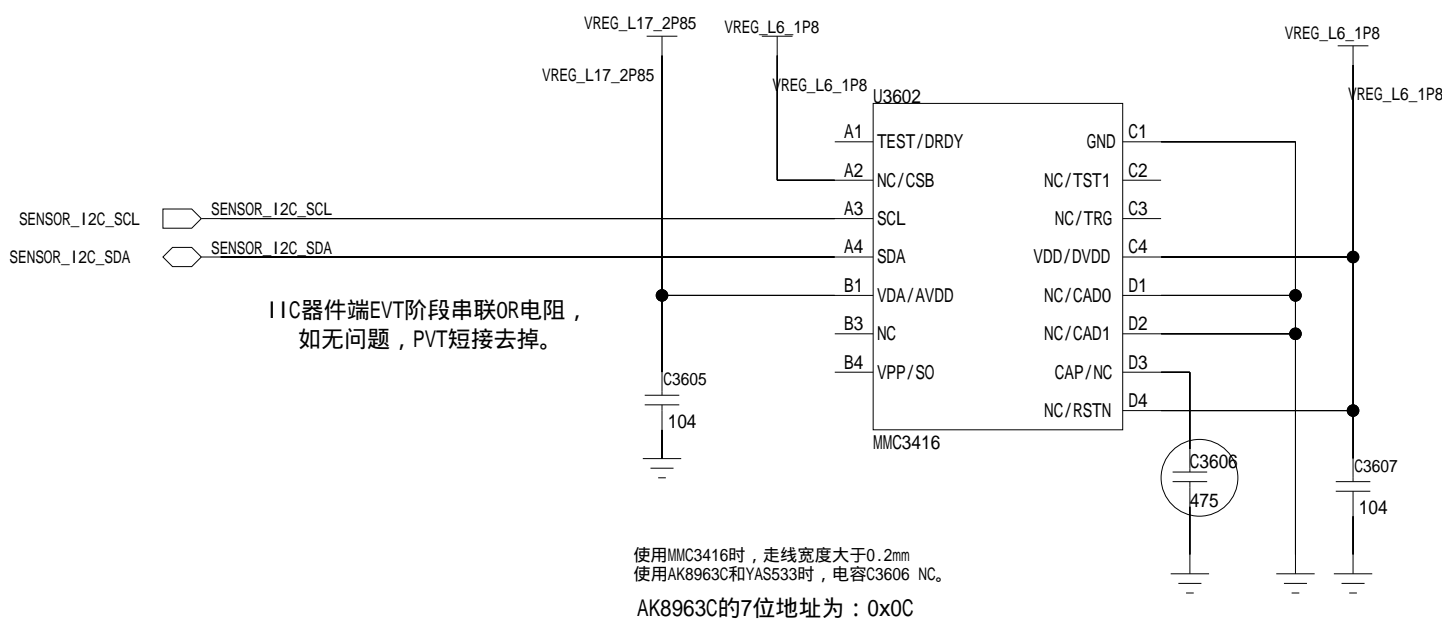 VREG_L17_2P85
VREG_L6_1P8
VREG_L6_1P8
VREG_L17_2P85
VREG_L6_1P8
VREG_L6_1P8
U3602
A1
TEST/DRDY
GND
C1
A2
NC/CSB
NC/TST1
C2
SENSOR_I2C_SCL
SENSOR_I2C_SCL
A3
SCL
NC/TRG
C3
SENSOR_I2C_SDA
SENSOR_I2C_SDA
A4
SDA
VDD/DVDD
C4
B1
VDA/AVDD
NC/CAD0
D1
IIC器件端EVT阶段串联0R电阻,
如无问题,PVT短接去掉。
B3
NC
NC/CAD1
D2
B4
VPP/SO
CAP/NC
D3
NC/RSTN
D4
MMC3416
C3605
104
C3606
475
C3607
104
使用MMC3416时,走线宽度大于0.2mm
使用AK8963C和YAS533时,电容C3606 NC。
AK8963C的7位地址为:0x0C